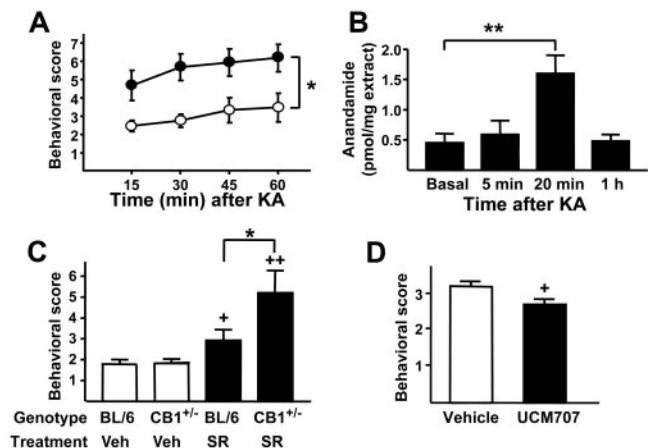 A
Behavioral score
7
6
5
4
3
2
1
*
15 30 45 60
Time (min) after KA
B
Anandamide
(pmol/mg extract)
2.0
1.5
1.0
0.5
**
Basal 5 min 20 min 1 h
Time after KA
C
Behavioral score
6
5
4
3
2
1
*
+
++
Genotype BL/6 CB1+/- BL/6 CB1+/-
Treatment Veh Veh SR SR
D
Behavioral score
3
2
1
+
Vehicle UCM707